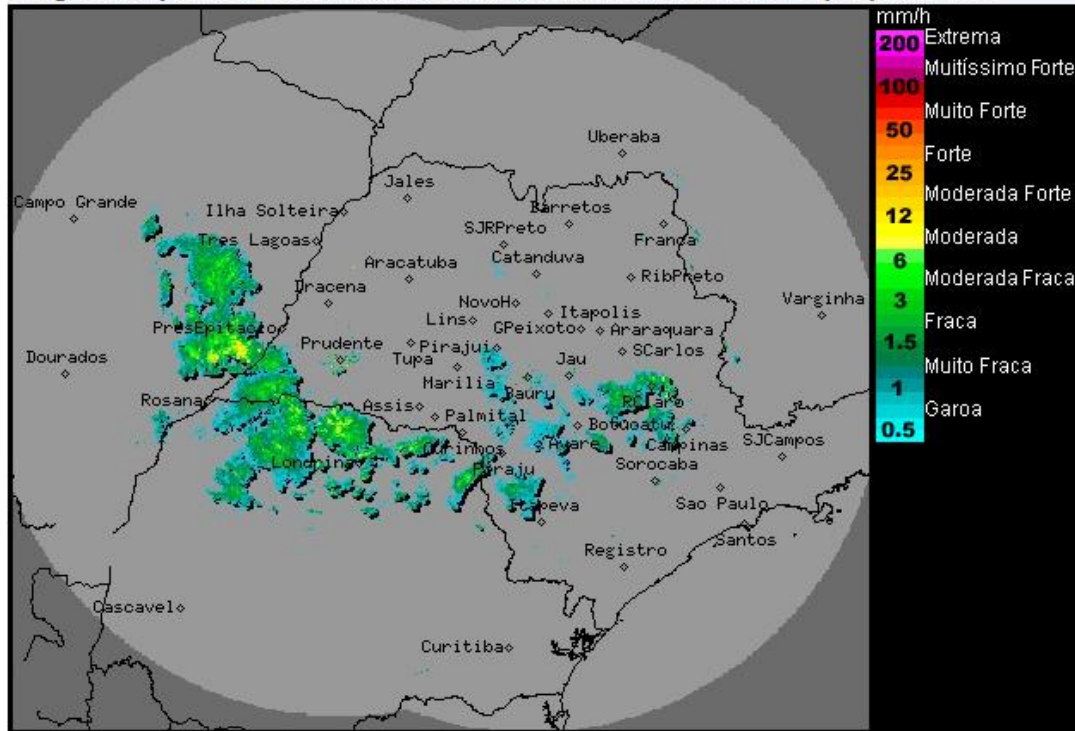 mm/h
200 Extrema
Muitíssimo Forte
100
Muito Forte
50
Forte
25
Moderada Forte
12
Moderada
6
Moderada Fraca
3
Fraca
1.5
Muito Fraca
1
Garoa
0.5
Uberaba
Jales
Campo Grande
Ilha Solteira
Barretos
Tres Lagoas
SJRPreto
Franca
Catanduva
Aracatuba
RibPreto
Dracena
NovoH
Varginha
Itapolis
Lins
GPeixoto
Araraquara
PresEpitacio
Prudente
Pirajui
SCarlos
Dourados
Tupa
Jau
Marilia
Bauru
Rosana
RClaro
Assis
Palmital
Botucatu
Campinas
SJCampos
Ourinhos
Avare
Londrina
Piraju
Sorocaba
Sao Paulo
Itapeva
Santos
Registro
Cascavel
Curitiba